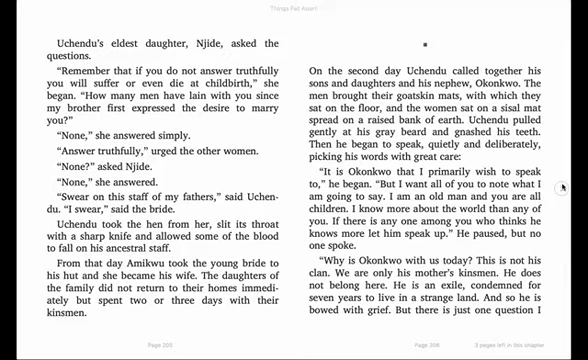 Things Fall Apart
Uchendu's eldest daughter, Njide, asked the
questions.
"Remember that if you do not answer truthfully
you will suffer or even die at childbirth," she
began. "How many men have lain with you since
my brother first expressed the desire to marry
you?"
"None," she answered simply.
"Answer truthfully," urged the other women.
"None?" asked Njide.
"None," she answered.
"Swear on this staff of my fathers," said Uchen-
du. "I swear," said the bride.
Uchendu took the hen from her, slit its throat
with a sharp knife and allowed some of the blood
to fall on his ancestral staff.
From that day Amikwu took the young bride to
his hut and she became his wife. The daughters of
the family did not return to their homes immedi-
ately but spent two or three days with their
kinsmen.
Page 205
On the second day Uchendu called together his
sons and daughters and his nephew, Okonkwo. The
men brought their goatskin mats, with which they
sat on the floor, and the women sat on a sisal mat
spread on a raised bank of earth. Uchendu pulled
gently at his gray beard and gnashed his teeth.
Then he began to speak, quietly and deliberately,
picking his words with great care:
"It is Okonkwo that I primarily wish to speak
to," he began. "But I want all of you to note what I
am going to say. I am an old man and you are all
children. I know more about the world than any of
you. If there is any one among you who thinks he
knows more let him speak up." He paused, but no
one spoke.
"Why is Okonkwo with us today? This is not his
clan. We are only his mother's kinsmen. He does
not belong here. He is an exile, condemned for
seven years to live in a strange land. And so he is
bowed with grief. But there is just one question I
Page 206
3 pages left in this chapter